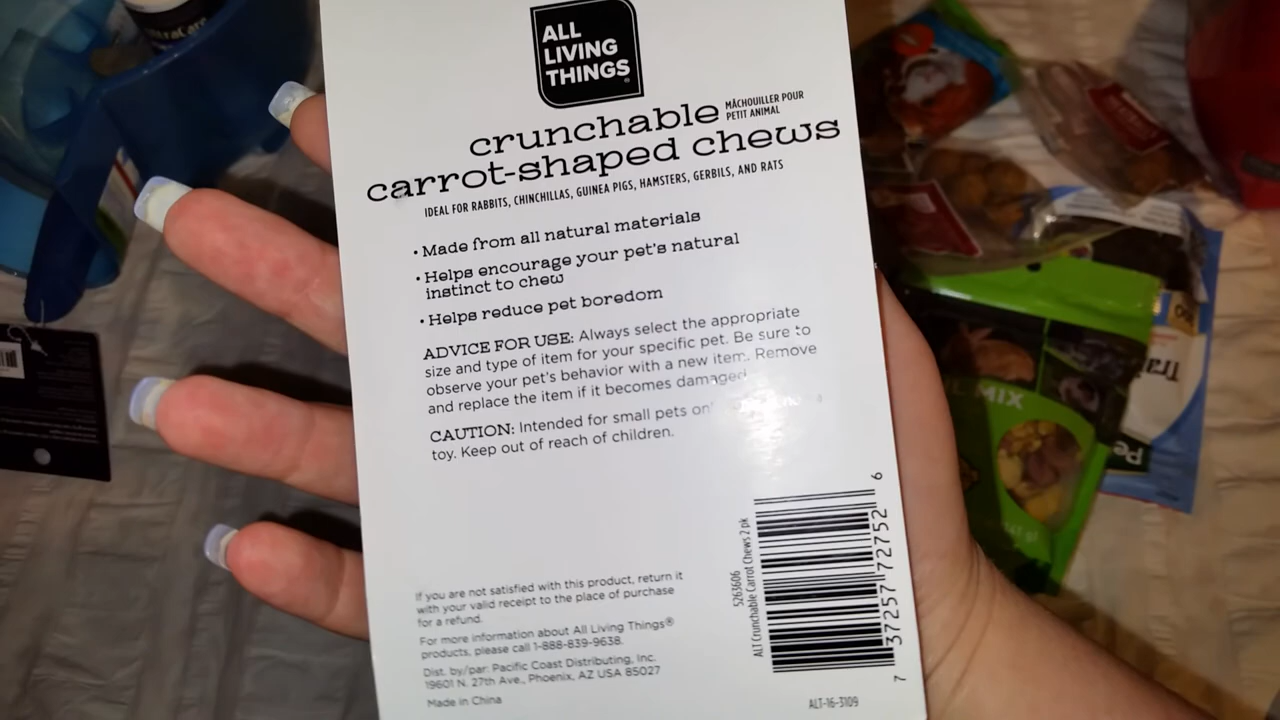 ALL
LIVING
THINGS®
crunchable
MÂCHOUILLER POUR
PETIT ANIMAL
carrot-shaped chews
IDEAL FOR RABBITS, CHINCHILLAS, GUINEA PIGS, HAMSTERS, GERBILS, AND RATS
• Made from all natural materials
• Helps encourage your pet's natural
instinct to chew
• Helps reduce pet boredom
ADVICE FOR USE: Always select the appropriate
size and type of item for your specific pet. Be sure to
observe your pet's behavior with a new item. Remove
and replace the item if it becomes damaged
CAUTION: Intended for small pets
toy. Keep out of reach of children.
If you are not satisfied with this product, return it
with your valid receipt to the place of purchase
for a refund.
For more information about All Living Things®
products, please call 1-888-839-9638.
Dist. by/par: Pacific Coast Distributing, Inc.
19601 N. 27th Ave., Phoenix, AZ USA 85027
Made in China
5263606
ALT Crunchable Carrot Chews 2 pk
7 37257 72752 6
ALT-16-3109
MIX